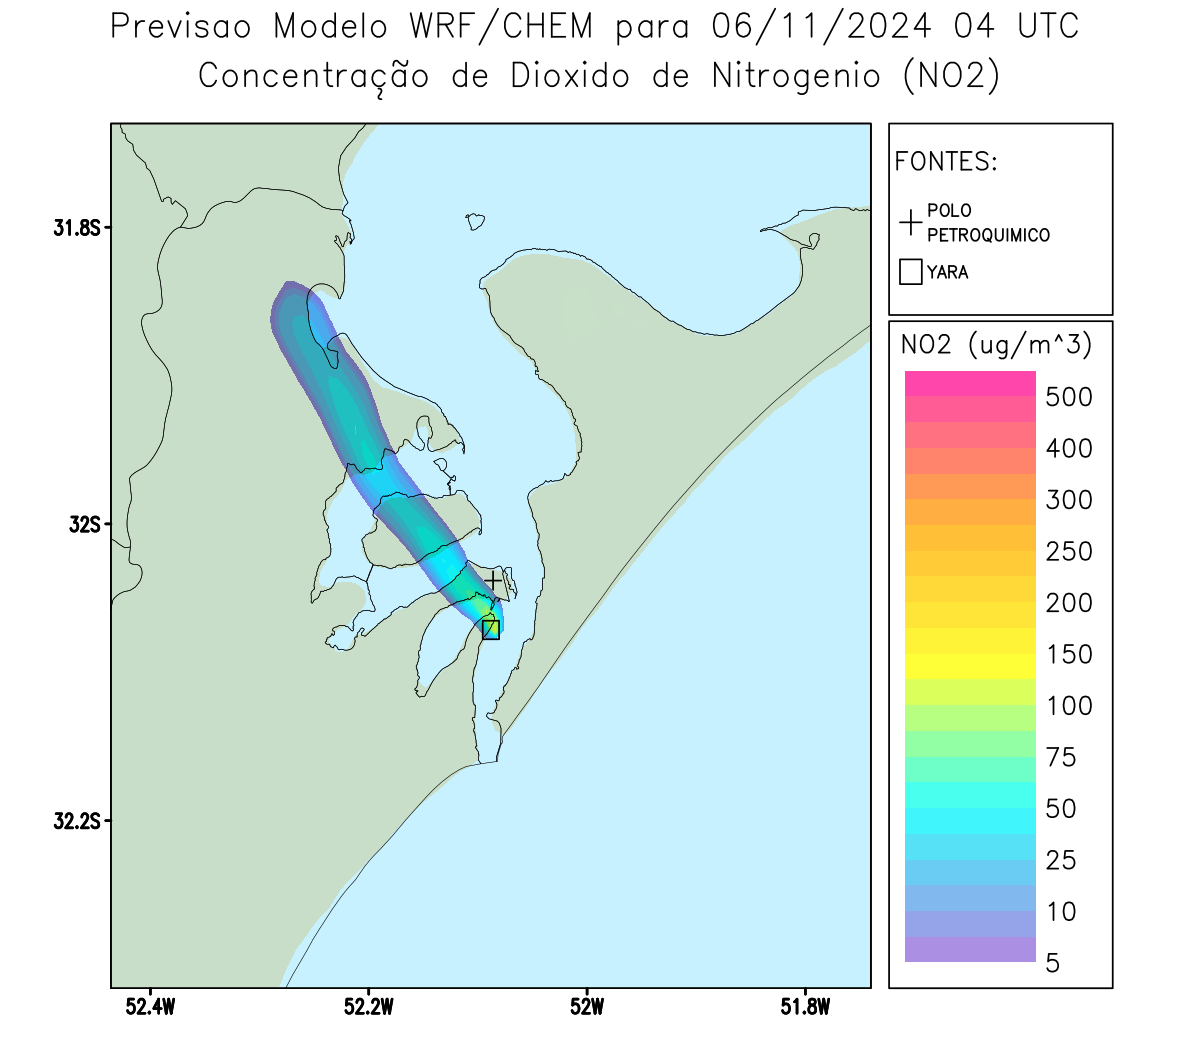 Previsao Modelo WRF/CHEM para 06/11/2024 04 UTC
Concentração de Dioxido de Nitrogenio (NO2)
FONTES:
POLO
PETROQUIMICO
YARA
31.8S
32S
32.2S
52.4W
52.2W
52W
51.8W
NO2 (ug/m^3)
500
400
300
250
200
150
100
75
50
25
10
5